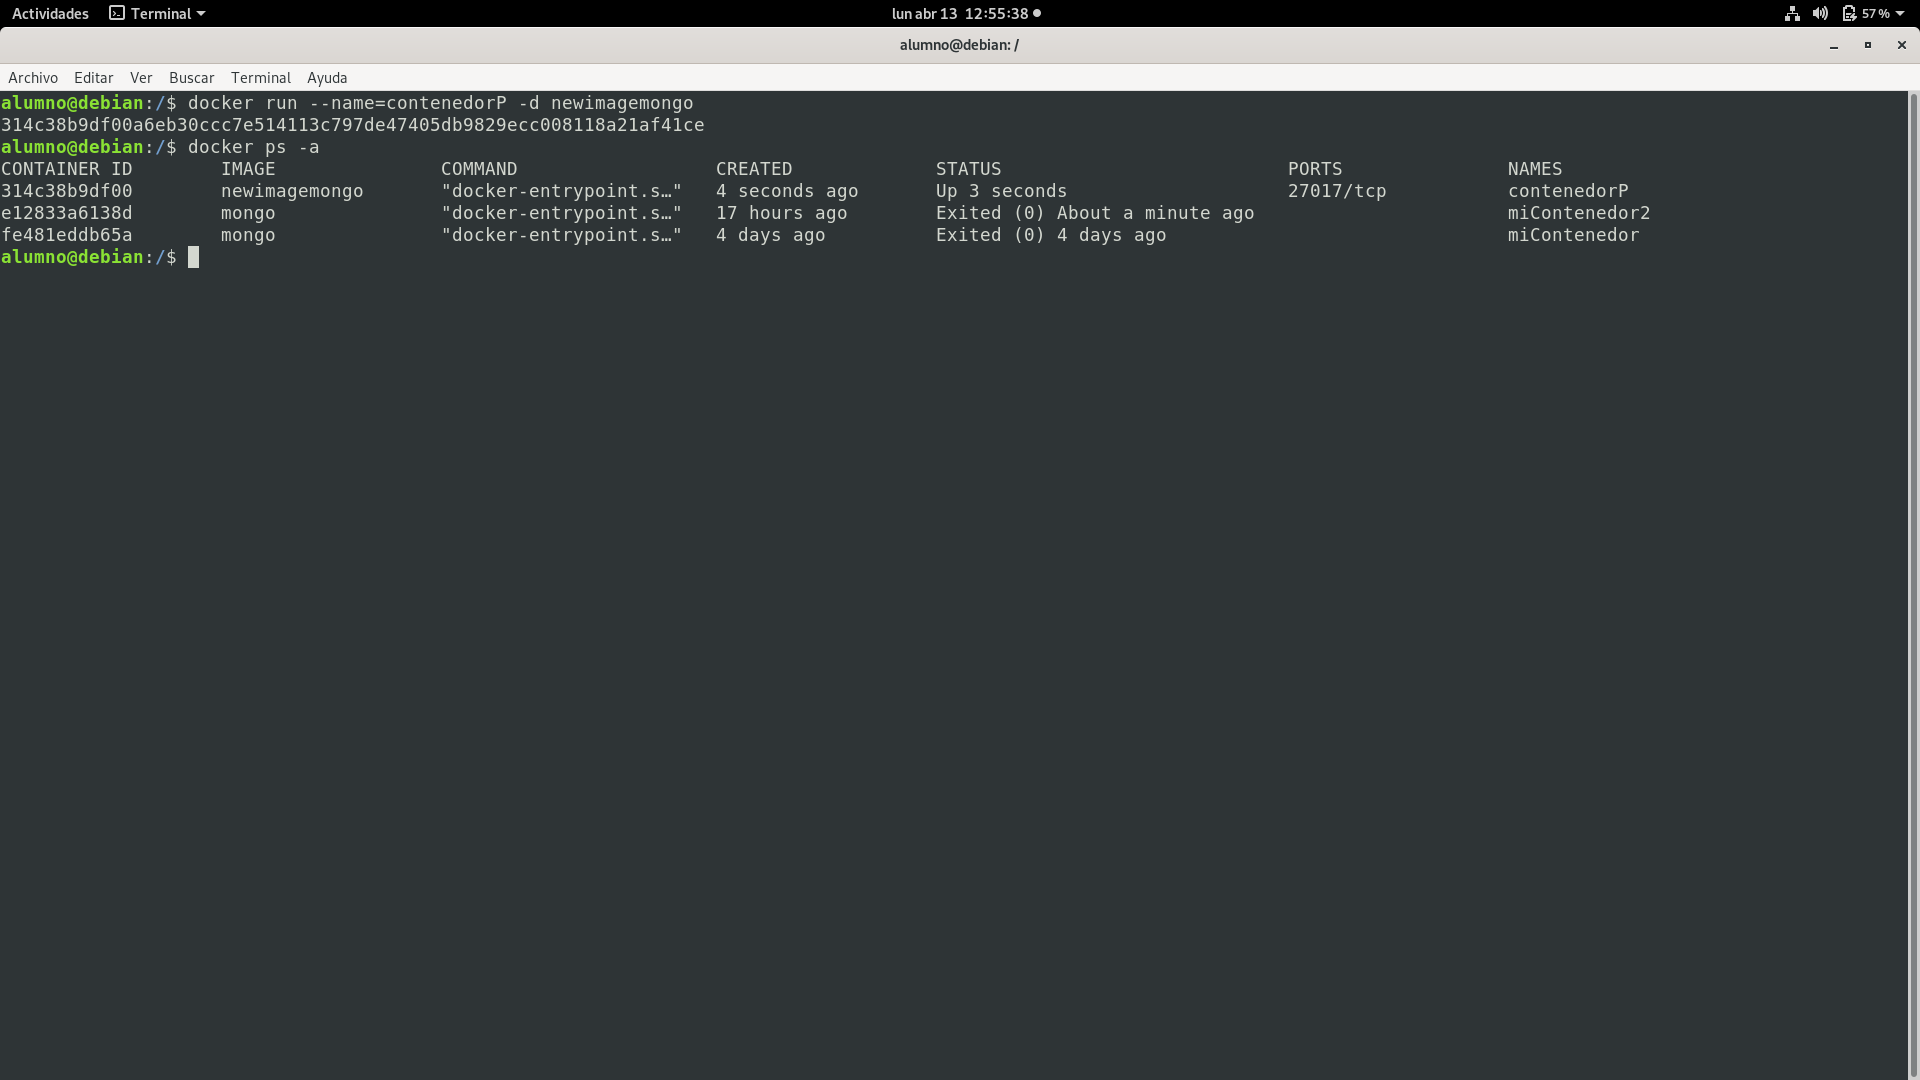 Actividades Terminal lun abr 13 12:55:38 57 %
alumno@debian: /
Archivo Editar Ver Buscar Terminal Ayuda
alumno@debian:/$ docker run --name=contenedorP -d newimagemongo
314c38b9df00a6eb30ccc7e514113c797de47405db9829ecc008118a21af41ce
alumno@debian:/$ docker ps -a
CONTAINER ID IMAGE COMMAND CREATED STATUS PORTS NAMES
314c38b9df00 newimagemongo "docker-entrypoint.s…" 4 seconds ago Up 3 seconds 27017/tcp contenedorP
e12833a6138d mongo "docker-entrypoint.s…" 17 hours ago Exited (0) About a minute ago miContenedor2
fe481eddb65a mongo "docker-entrypoint.s…" 4 days ago Exited (0) 4 days ago miContenedor
alumno@debian:/$